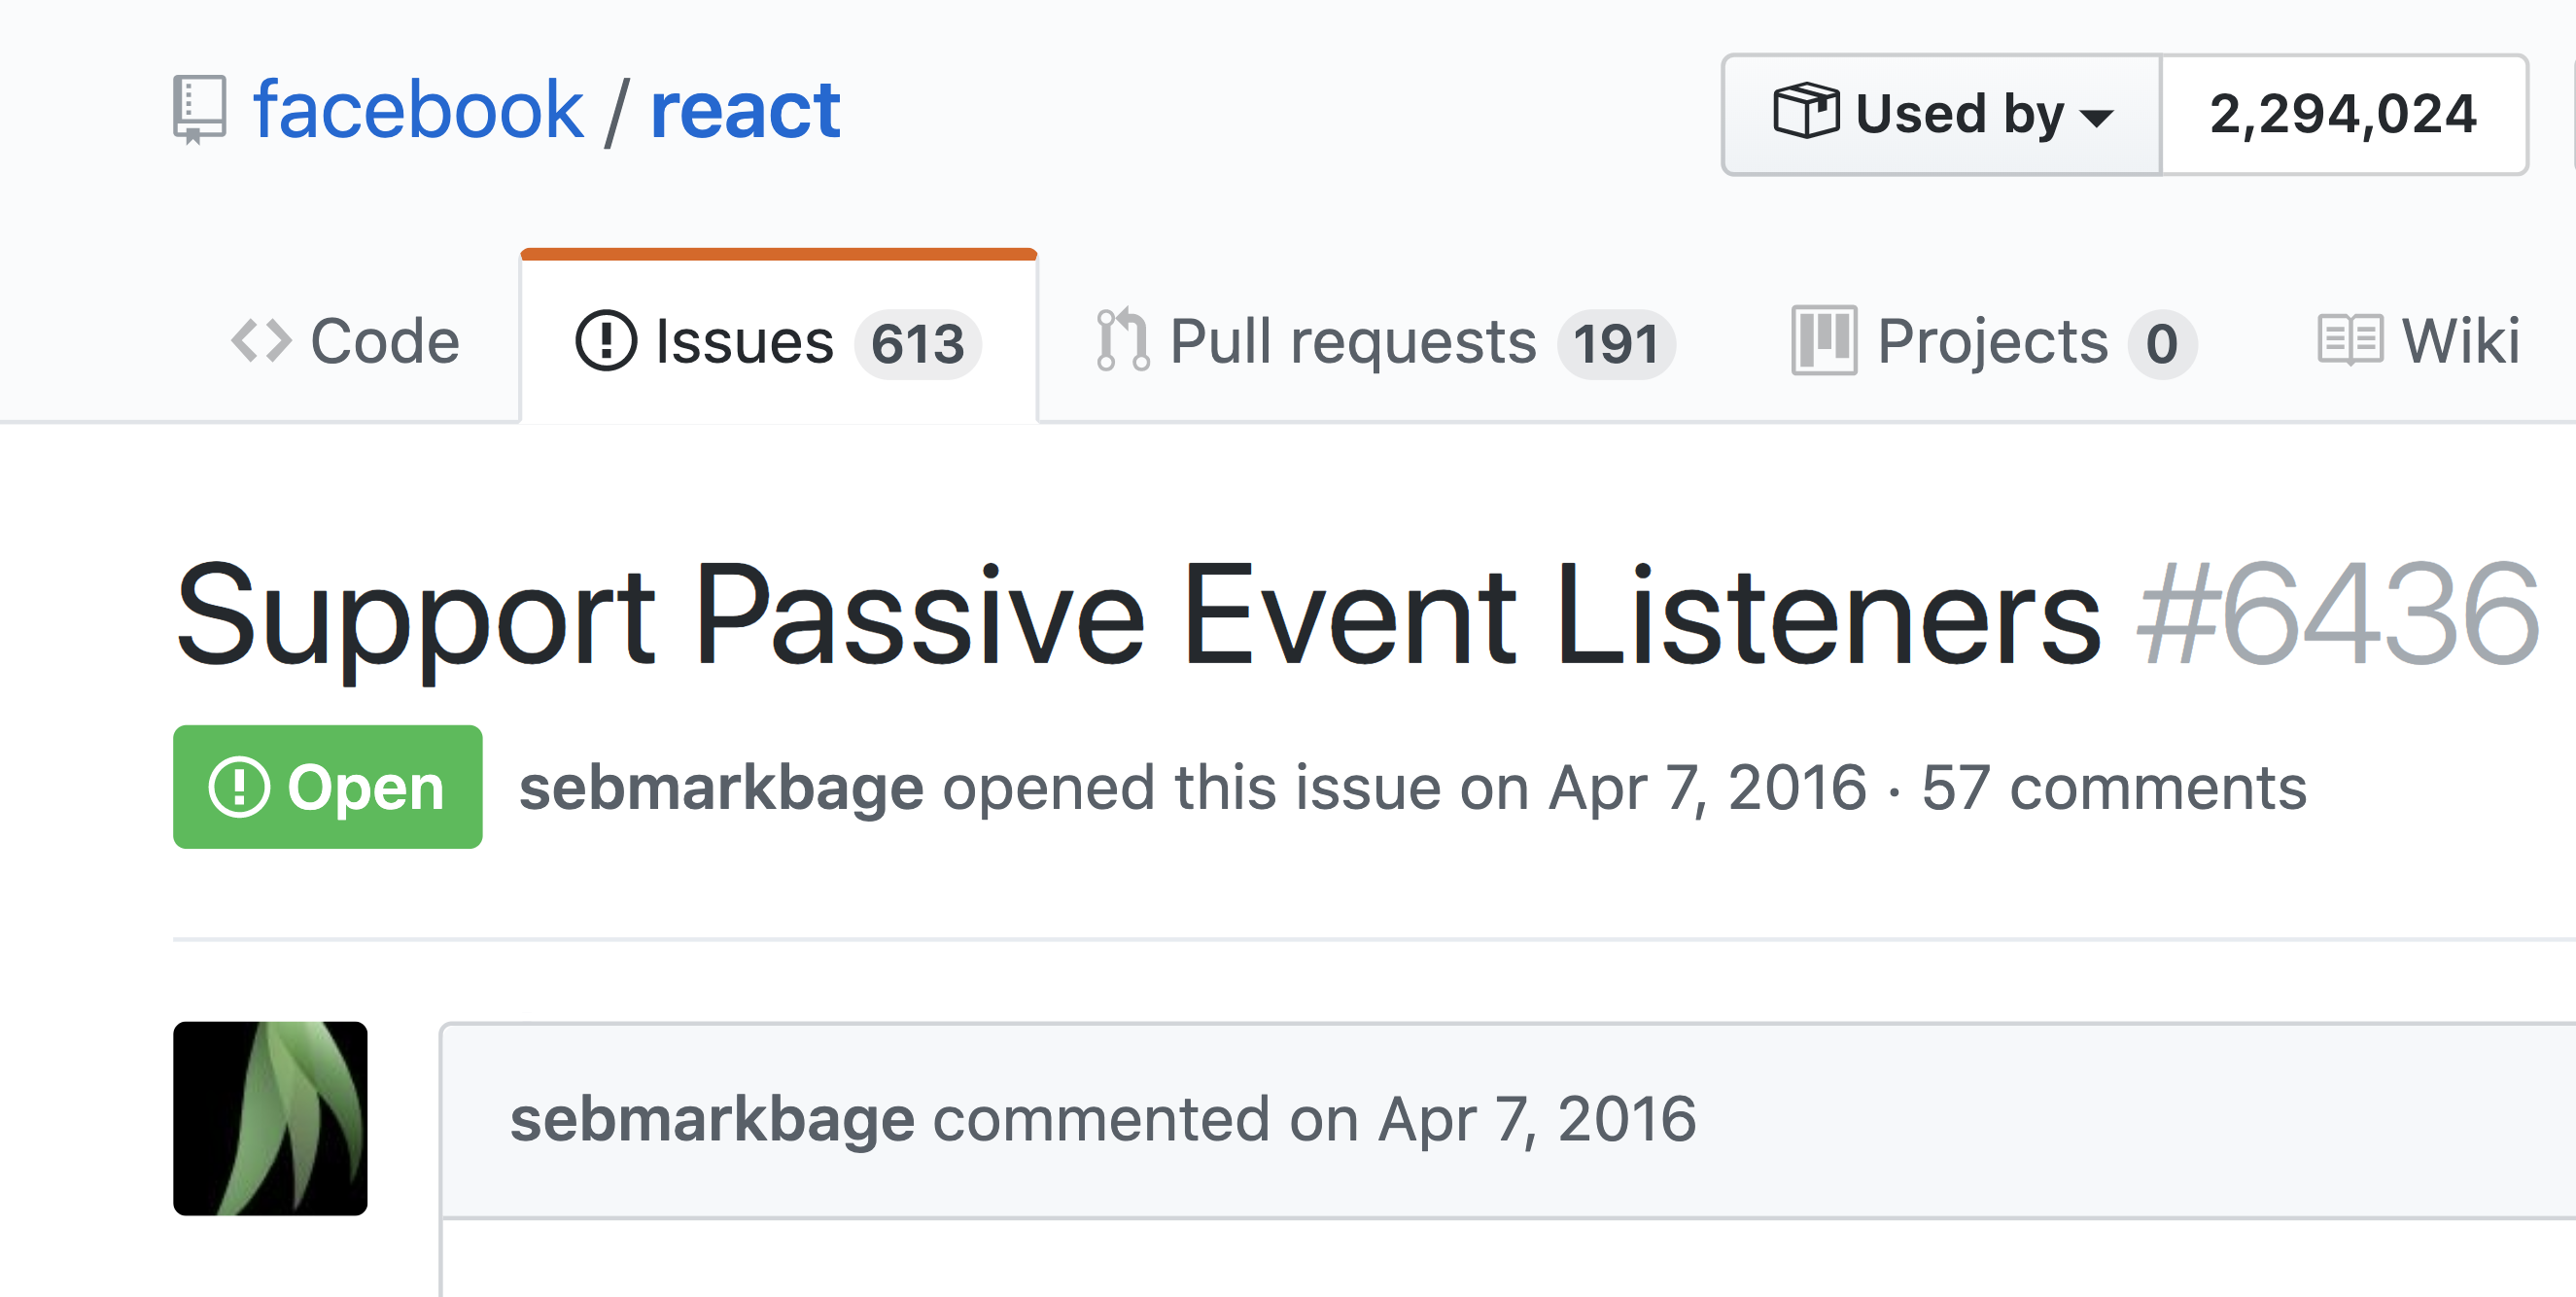 facebook / react
Used by 2,294,024
Code Issues 613 Pull requests 191 Projects 0 Wiki
Support Passive Event Listeners #6436
Open sebmarkbage opened this issue on Apr 7, 2016 · 57 comments
sebmarkbage commented on Apr 7, 2016